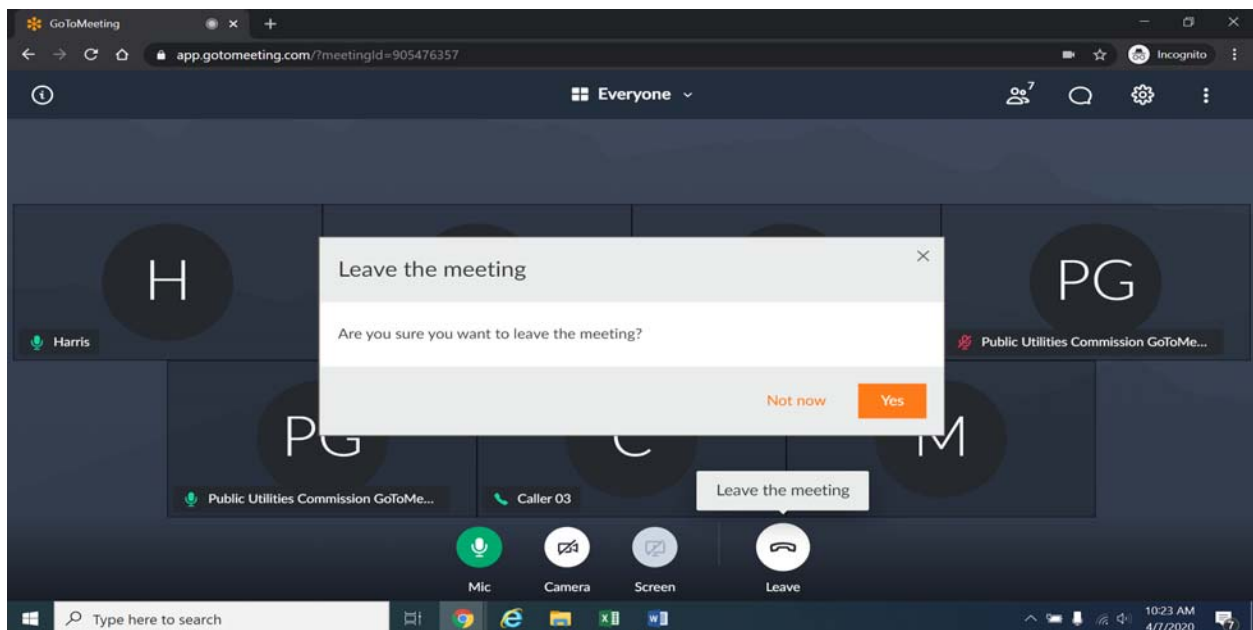 GoToMeeting
app.gotomeeting.com/?meetingId=905476357
Incognito
Everyone
7
H
PG
Harris
Public Utilities Commission GoToMe...
Leave the meeting
Are you sure you want to leave the meeting?
Not now
Yes
PG
C
M
Public Utilities Commission GoToMe...
Caller 03
Leave the meeting
Mic
Camera
Screen
Leave
Type here to search
10:23 AM
4/7/2020
7